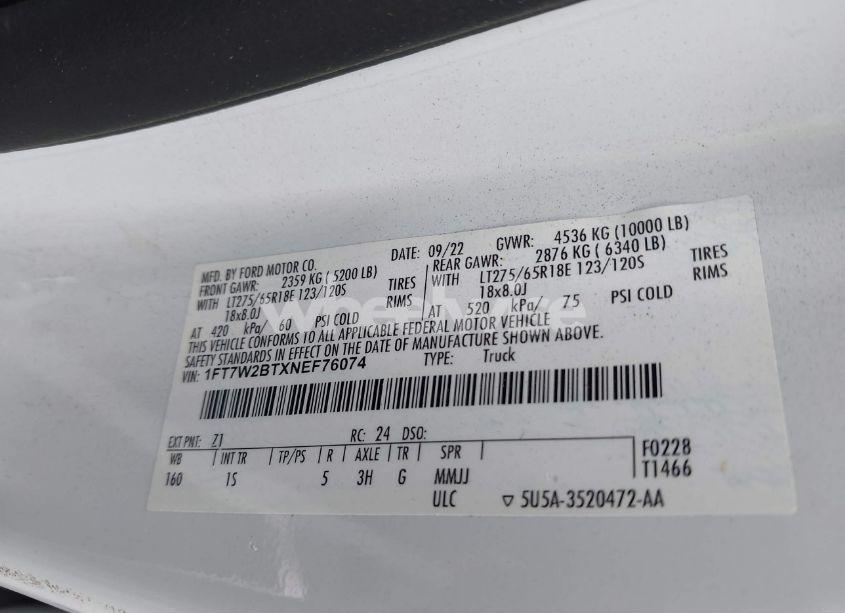 MFD. BY FORD MOTOR CO. DATE: 09/22 GVWR: 4536 KG (10000 LB)
FRONT GAWR: 2359 KG ( 5200 LB) REAR GAWR: 2876 KG ( 6340 LB)
WITH LT275/65R18E 123/120S TIRES WITH LT275/65R18E 123/120S TIRES
18x8.0J RIMS 18x8.0J RIMS
AT 420 kPa/ 60 PSI COLD AT 520 kPa/ 75 PSI COLD
THIS VEHICLE CONFORMS TO ALL APPLICABLE FEDERAL MOTOR VEHICLE
SAFETY STANDARDS IN EFFECT ON THE DATE OF MANUFACTURE SHOWN ABOVE.
VIN: 1FT7W2BTXNEF76074 TYPE: Truck
EXT PNT: Z1 RC: 24 DSO:
WB INT TR TP/PS R AXLE TR SPR F0228
160 1S 5 3H G MMJJ T1466
ULC ▽ 5U5A-3520472-AA